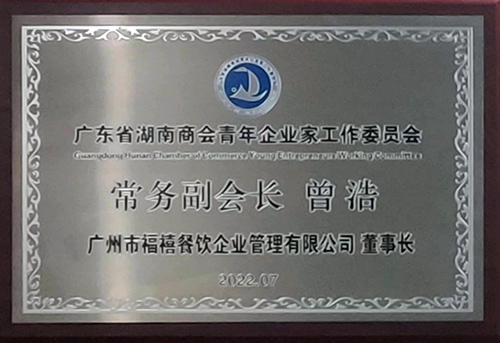 广东省湖南商会青年企业家工作委员会
Guangdong Hunan Chamber of Commerce Young Entrepreneurs Working Committee
常务副会长 曾浩
广州市福禧餐饮企业管理有限公司 董事长
2022.07